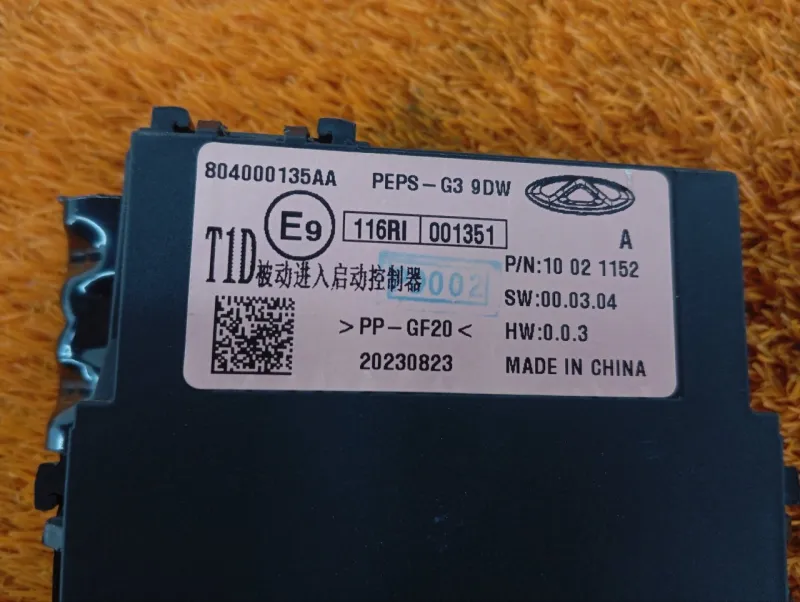 804000135AA PEPS-G3 9DW
E9 116RI 001351 A
T1D 被动进入启动控制器
0002
P/N:10 02 1152
SW:00.03.04
>PP-GF20< HW:0.0.3
20230823 MADE IN CHINA